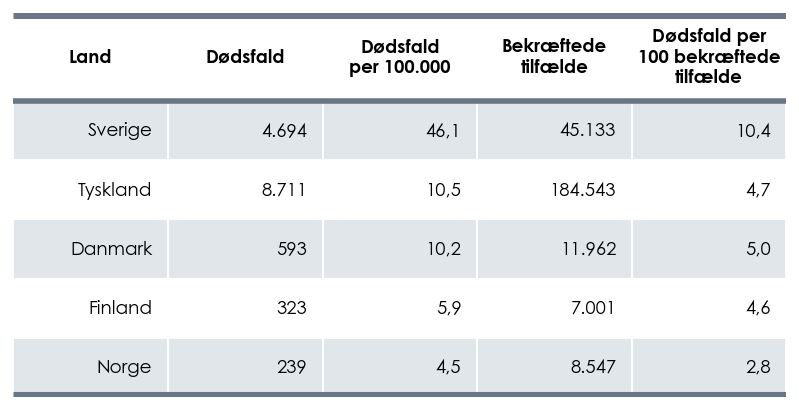 Land Dødsfald Dødsfald per 100.000 Bekræftede tilfælde Dødsfald per 100 bekræftede tilfælde
Sverige 4.694 46,1 45.133 10,4
Tyskland 8.711 10,5 184.543 4,7
Danmark 593 10,2 11.962 5,0
Finland 323 5,9 7.001 4,6
Norge 239 4,5 8.547 2,8